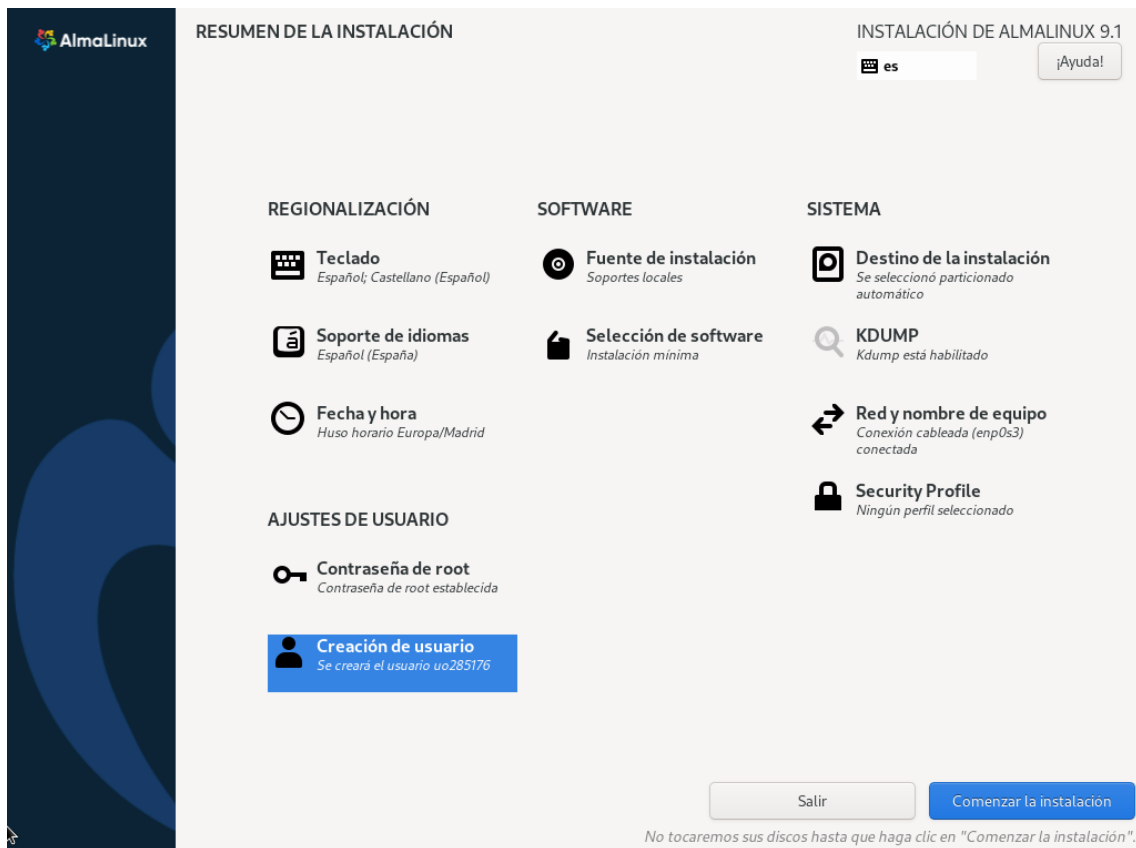 AlmaLinux
RESUMEN DE LA INSTALACIÓN
INSTALACIÓN DE ALMALINUX 9.1
es
¡Ayuda!
REGIONALIZACIÓN
Teclado
Español; Castellano (Español)
Soporte de idiomas
Español (España)
Fecha y hora
Huso horario Europa/Madrid
SOFTWARE
Fuente de instalación
Soportes locales
Selección de software
Instalación mínima
SISTEMA
Destino de la instalación
Se seleccionó particionado
automático
KDUMP
Kdump está habilitado
Red y nombre de equipo
Conexión cableada (enp0s3)
conectada
Security Profile
Ningún perfil seleccionado
AJUSTES DE USUARIO
Contraseña de root
Contraseña de root establecida
Creación de usuario
Se creará el usuario uo285176
Salir
Comenzar la instalación
No tocaremos sus discos hasta que haga clic en "Comenzar la instalación".